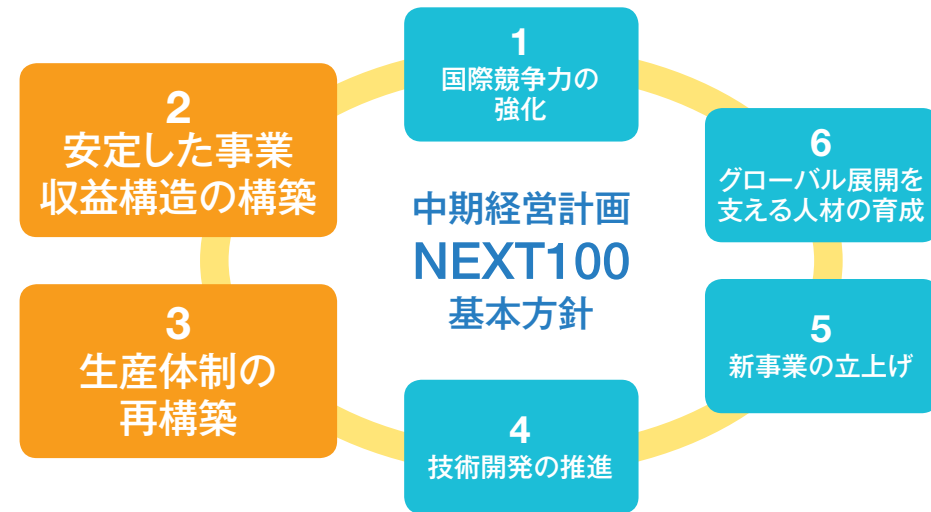 1
国際競争力の
強化
2
安定した事業
収益構造の構築
3
生産体制の
再構築
4
技術開発の推進
5
新事業の立上げ
6
グローバル展開を
支える人材の育成
中期経営計画
NEXT100
基本方針